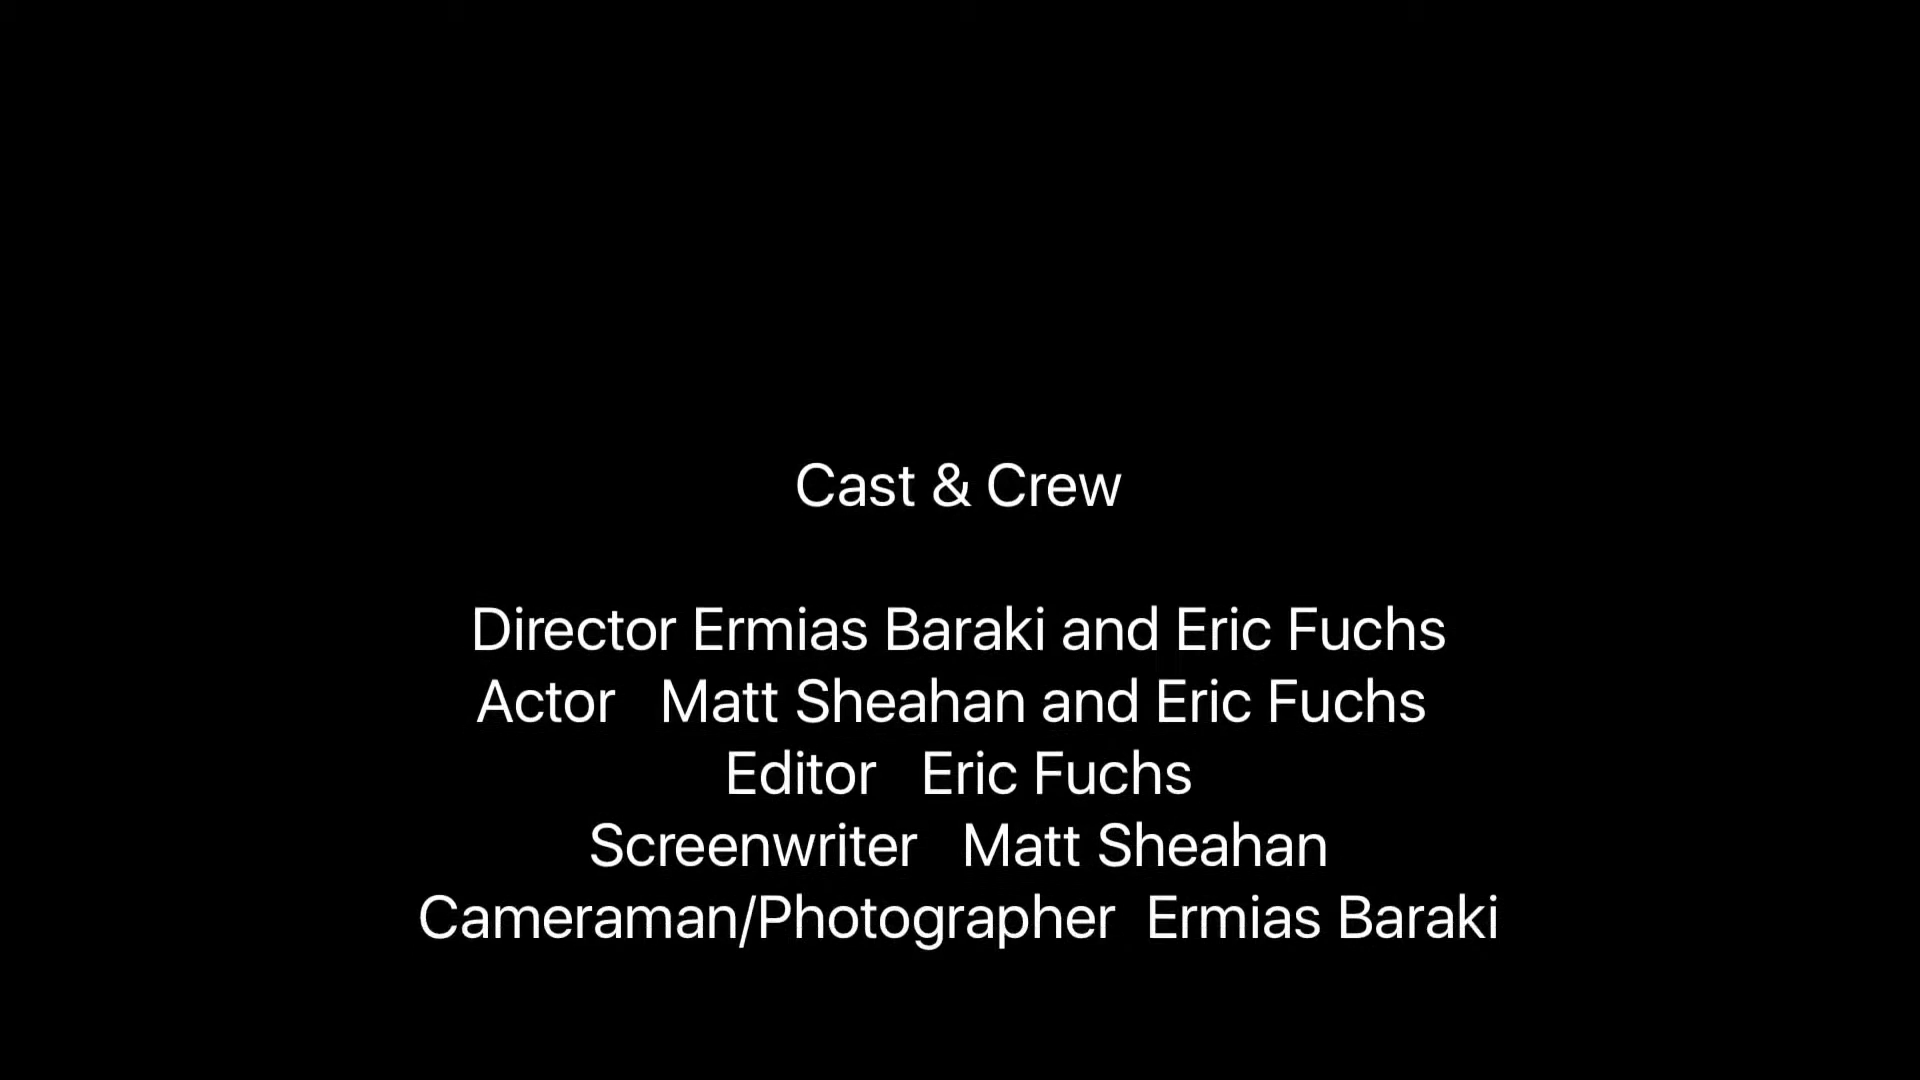 Cast & Crew
Director Ermias Baraki and Eric Fuchs
Actor   Matt Sheahan and Eric Fuchs
Editor   Eric Fuchs
Screenwriter   Matt Sheahan
Cameraman/Photographer  Ermias Baraki